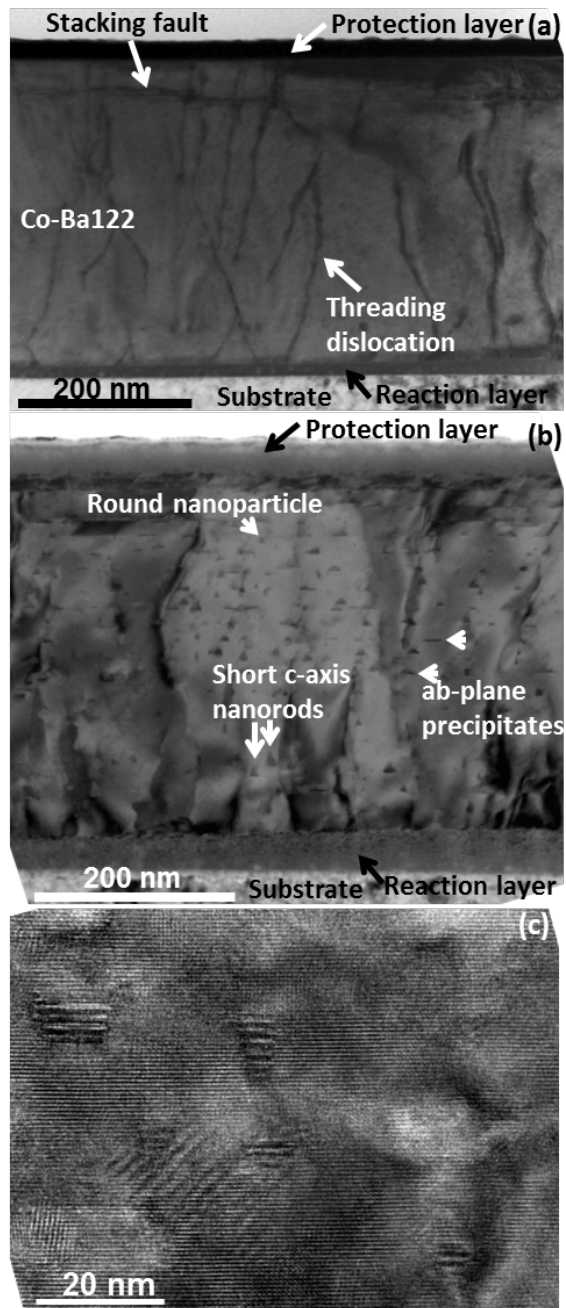 Stacking fault
Protection layer (a)
Co-Ba122
Threading
dislocation
200 nm
Substrate
Reaction layer
Protection layer
(b)
Round nanoparticle
Short c-axis
nanorods
ab-plane
precipitates
200 nm
Substrate
Reaction layer
(c)
20 nm